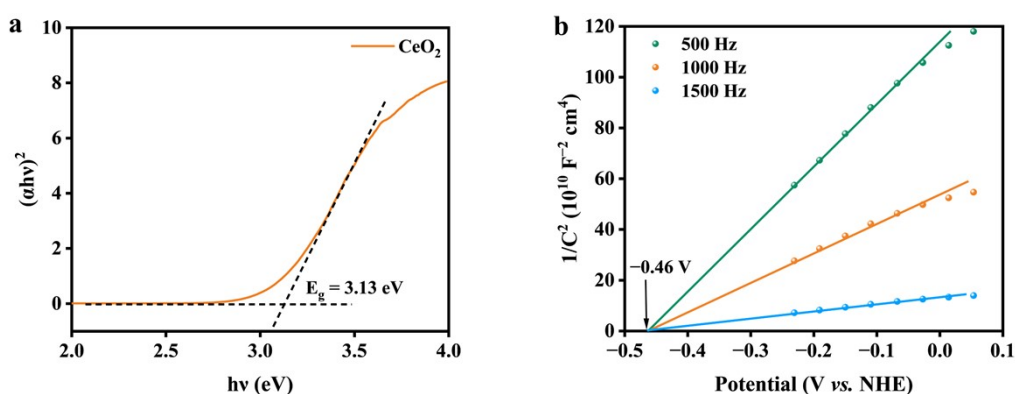 a
10
8
6
4
2
0
(αhν)²
CeO₂
E_g = 3.13 eV
2.0 2.5 3.0 3.5 4.0
hν (eV)
b
120
100
80
60
40
20
0
1/C² (10¹⁰ F⁻² cm⁴)
500 Hz
1000 Hz
1500 Hz
−0.46 V
−0.5 −0.4 −0.3 −0.2 −0.1 0.0 0.1
Potential (V vs. NHE)